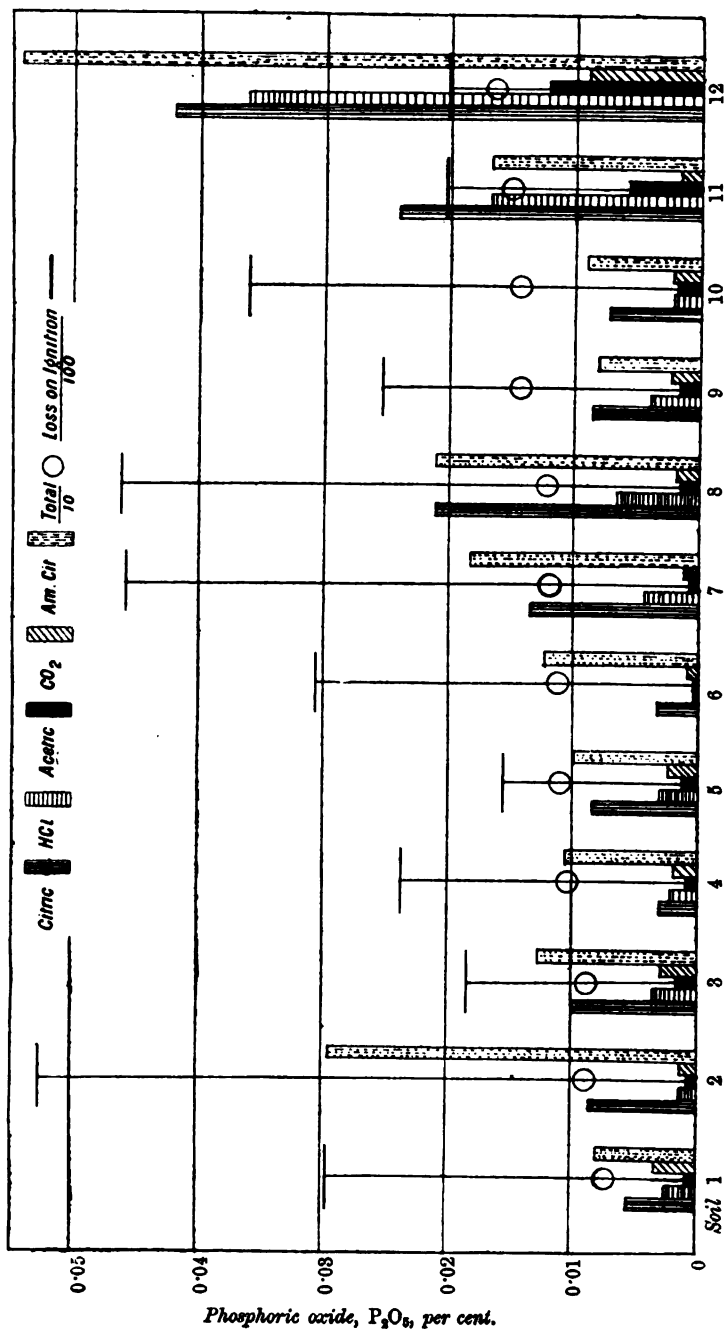 Citric HCl Acetic CO₂ Am. Cit Total/10 Loss on Ignition/100
0·05
0·04
0·03
0·02
0·01
0
Phosphoric oxide, P₂O₅, per cent.
Soil 1 2 3 4 5 6 7 8 9 10 11 12